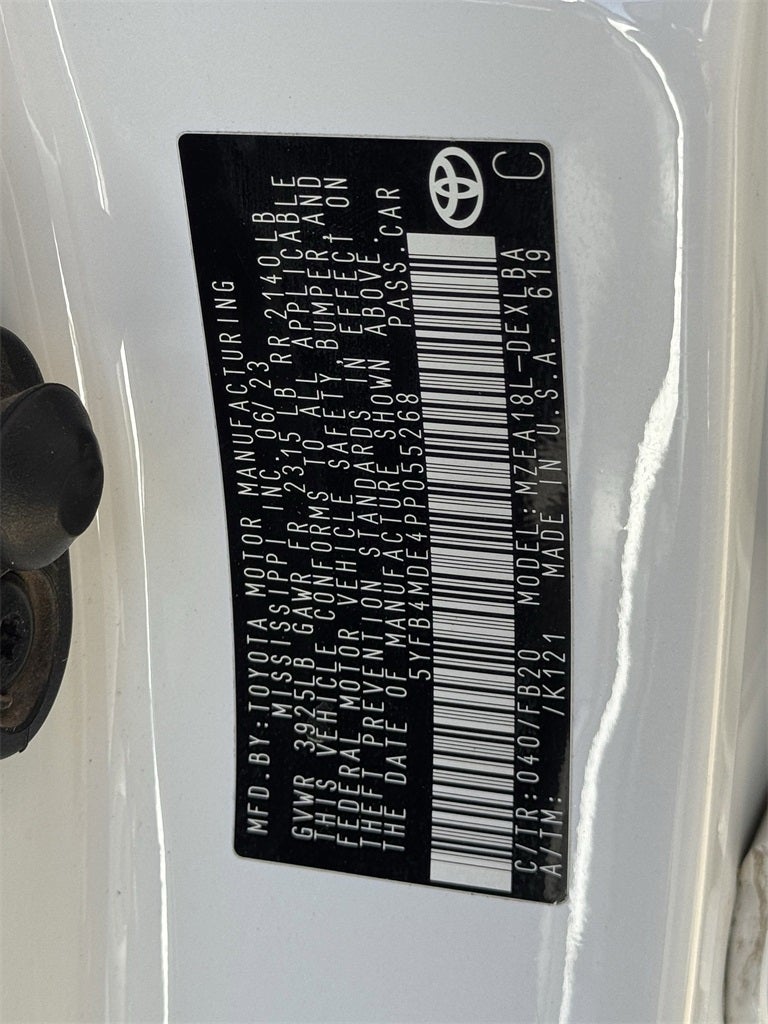 MFD.BY:TOYOTA MOTOR MANUFACTURING
MISSISSIPPI INC. 06/23
GVWR 3925LB GAWR FR 2315 LB RR 2140LB
THIS VEHICLE CONFORMS TO ALL APPLICABLE
FEDERAL MOTOR VEHICLE SAFETY, BUMPER, AND
THEFT PREVENTION STANDARDS IN EFFECT ON
THE DATE OF MANUFACTURE SHOWN ABOVE.
5YFB4MDE4PP055268 PASS.CAR
C/TR:040/FB20 MODEL:MZEA18L-DEXLBA
A/TM: /K121 MADE IN U.S.A. 619
C